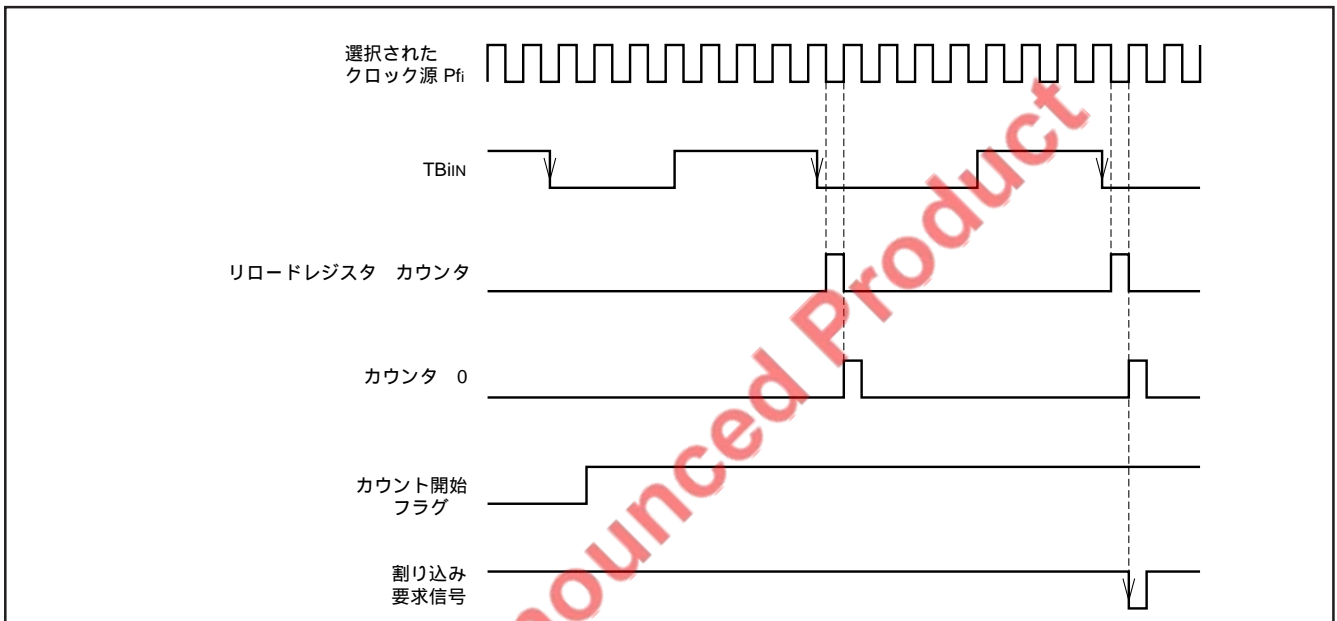 選択された
クロック源 Pfi
TBiIN
リロードレジスタ カウンタ
カウンタ 0
カウント開始
フラグ
割り込み
要求信号
nounced Product